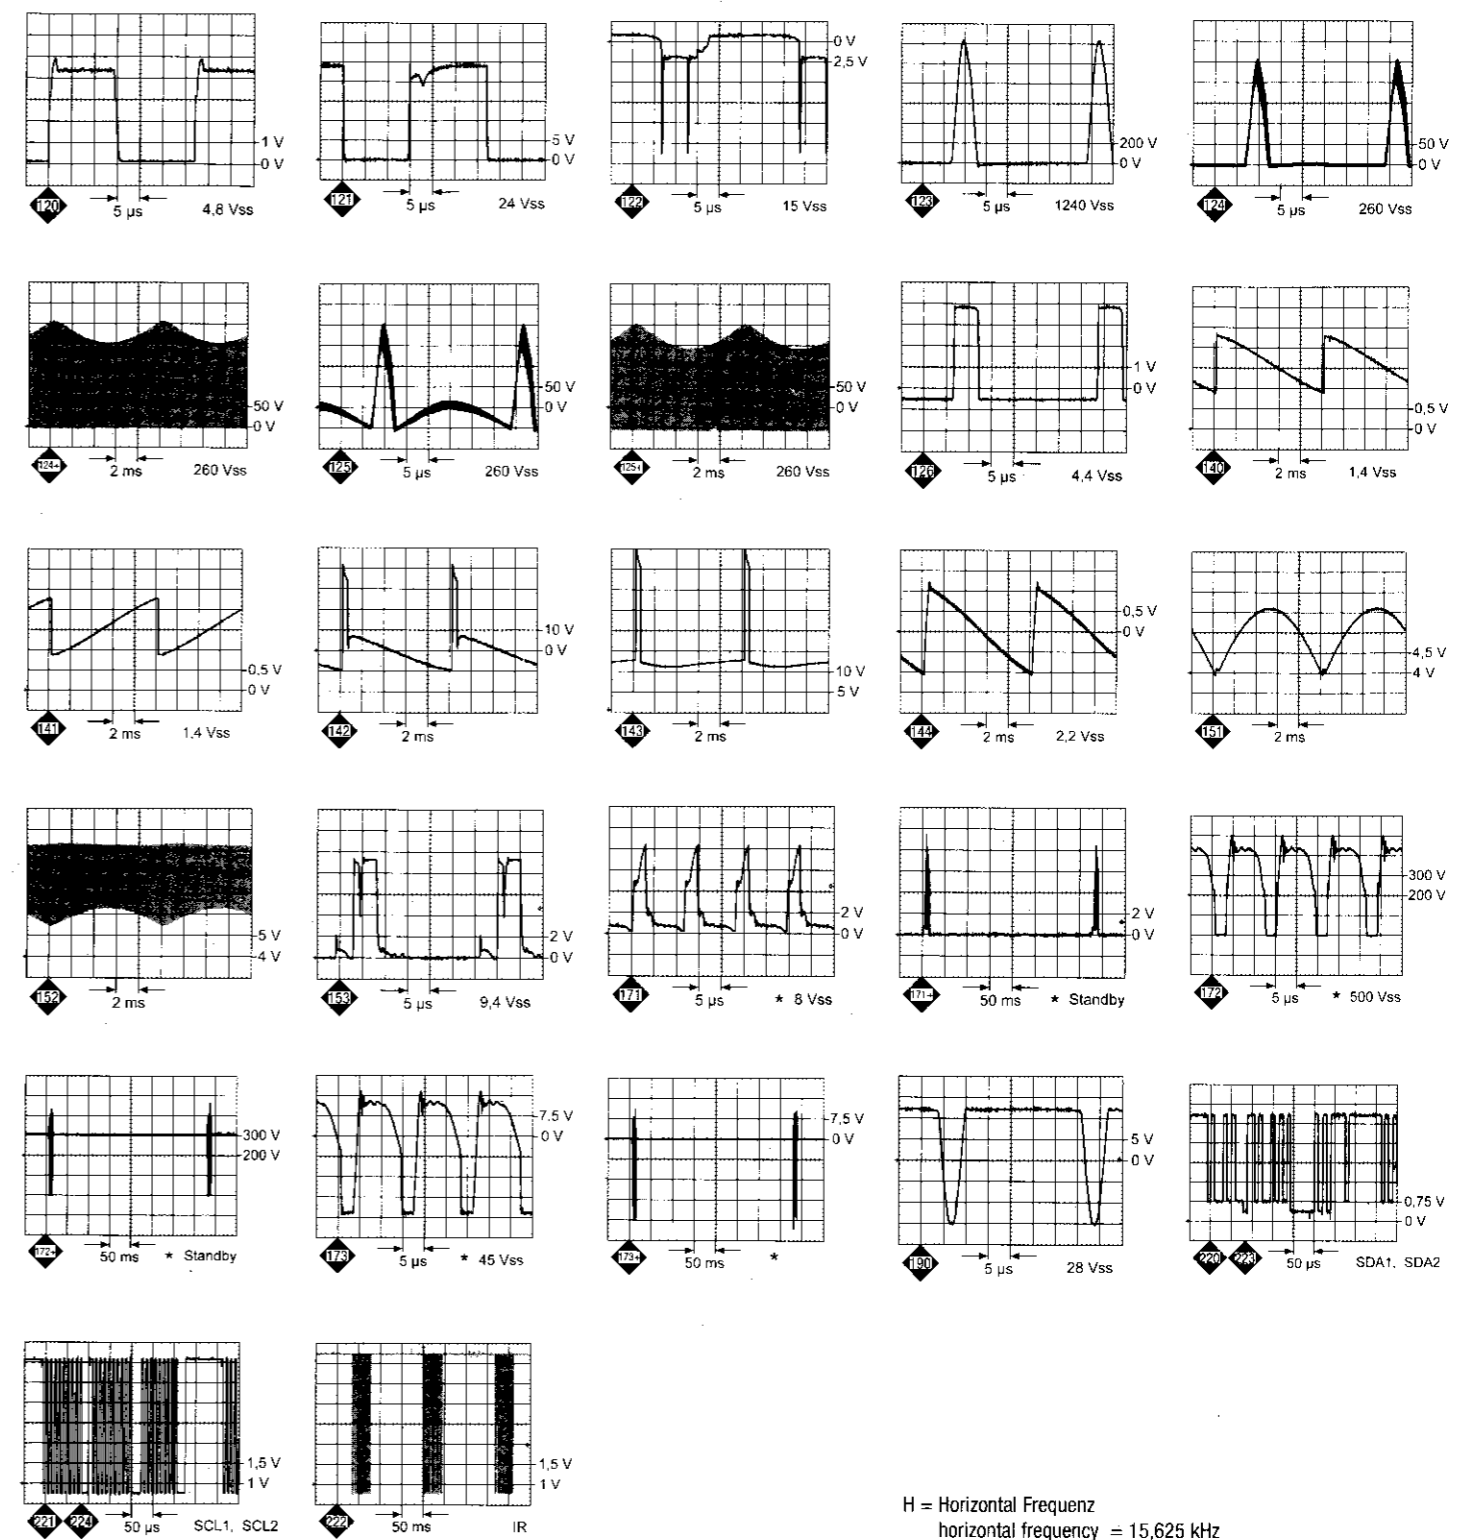 1 V
0 V
120 5 µs 4,8 Vss
5 V
0 V
121 5 µs 24 Vss
0 V
2,5 V
122 5 µs 15 Vss
200 V
0 V
123 5 µs 1240 Vss
50 V
0 V
124 5 µs 260 Vss
50 V
0 V
124+ 2 ms 260 Vss
50 V
0 V
125 5 µs 260 Vss
50 V
0 V
125+ 2 ms 260 Vss
1 V
0 V
126 5 µs 4,4 Vss
0,5 V
0 V
140 2 ms 1,4 Vss
0,5 V
0 V
141 2 ms 1,4 Vss
10 V
0 V
142 2 ms
10 V
5 V
143 2 ms
0,5 V
0 V
144 2 ms 2,2 Vss
4,5 V
4 V
151 2 ms
5 V
4 V
152 2 ms
2 V
0 V
153 5 µs 9,4 Vss
2 V
0 V
171 5 µs * 8 Vss
2 V
0 V
171+ 50 ms * Standby
300 V
200 V
172 5 µs * 500 Vss
300 V
200 V
172+ 50 ms * Standby
7,5 V
0 V
173 5 µs * 45 Vss
7,5 V
0 V
173+ 50 ms *
5 V
0 V
190 5 µs 28 Vss
0,75 V
0 V
220 223 50 µs SDA1, SDA2
1,5 V
1 V
221 224 50 µs SCL1, SCL2
1,5 V
1 V
222 50 ms IR
H = Horizontal Frequenz
horizontal frequency = 15,625 kHz